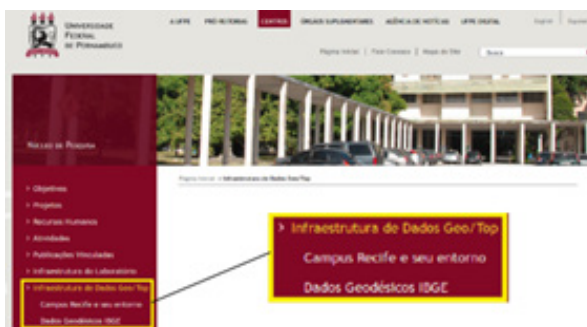 UNIVERSIDADE
FEDERAL
DE PERNAMBUCO
A UFPE PRÓ-REITORIAS CENTROS ÓRGÃOS SUPLEMENTARES AGÊNCIA DE NOTÍCIAS UFPE DIGITAL English
Página Inicial | Fale Conosco | Mapa do Site Busca
NÚCLEO DE PESQUISA
Página Inicial > Infraestrutura de Dados Geo/Top
> Objetivos
> Projetos
> Recursos Humanos
> Atividades
> Publicações Vinculadas
> Infraestrutura do Laboratório
> Infraestrutura de Dados Geo/Top
Campus Recife e seu entorno
Dados Geodésicos IBGE
> Infraestrutura de Dados Geo/Top
Campus Recife e seu entorno
Dados Geodésicos IBGE